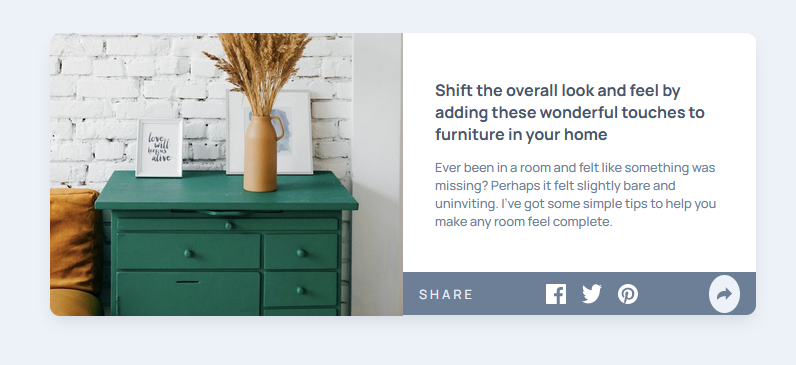 love
will
keep us
alive
Shift the overall look and feel by
adding these wonderful touches to
furniture in your home
Ever been in a room and felt like something was
missing? Perhaps it felt slightly bare and
uninviting. I've got some simple tips to help you
make any room feel complete.
SHARE